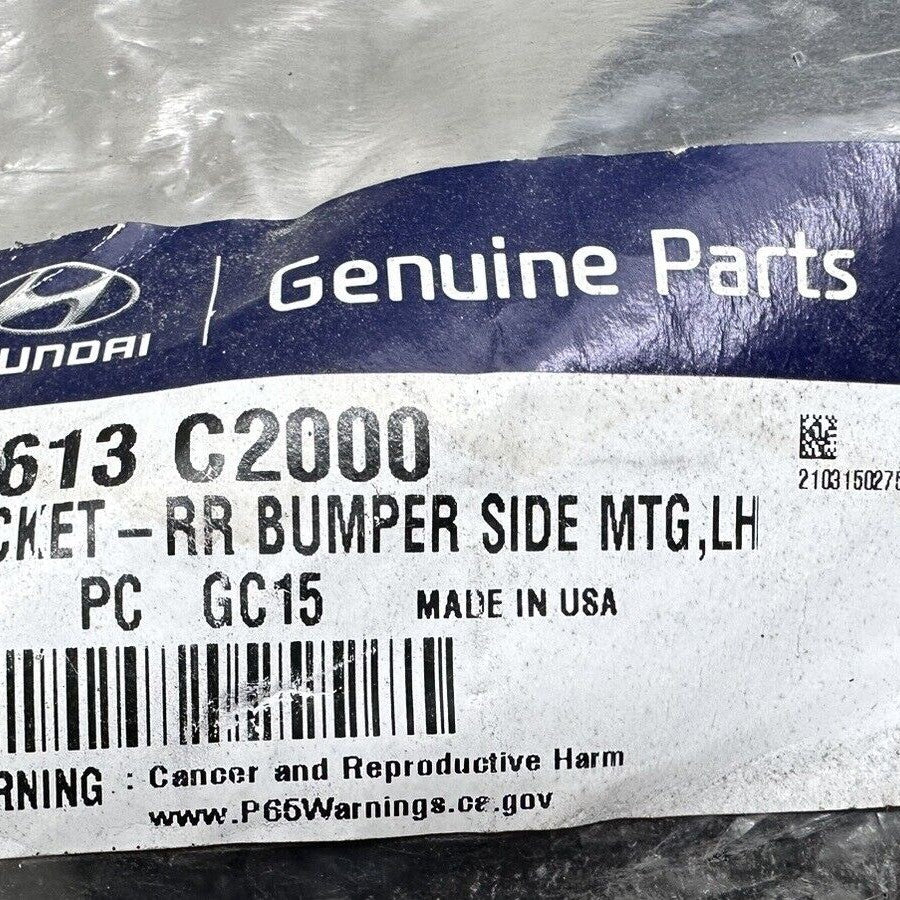 Genuine Parts
UNDAI
613 C2000
2103150275
CKET-RR BUMPER SIDE MTG,LH
PC GC15 MADE IN USA
RNING : Cancer and Reproductive Harm
www.P65Warnings.ca.gov